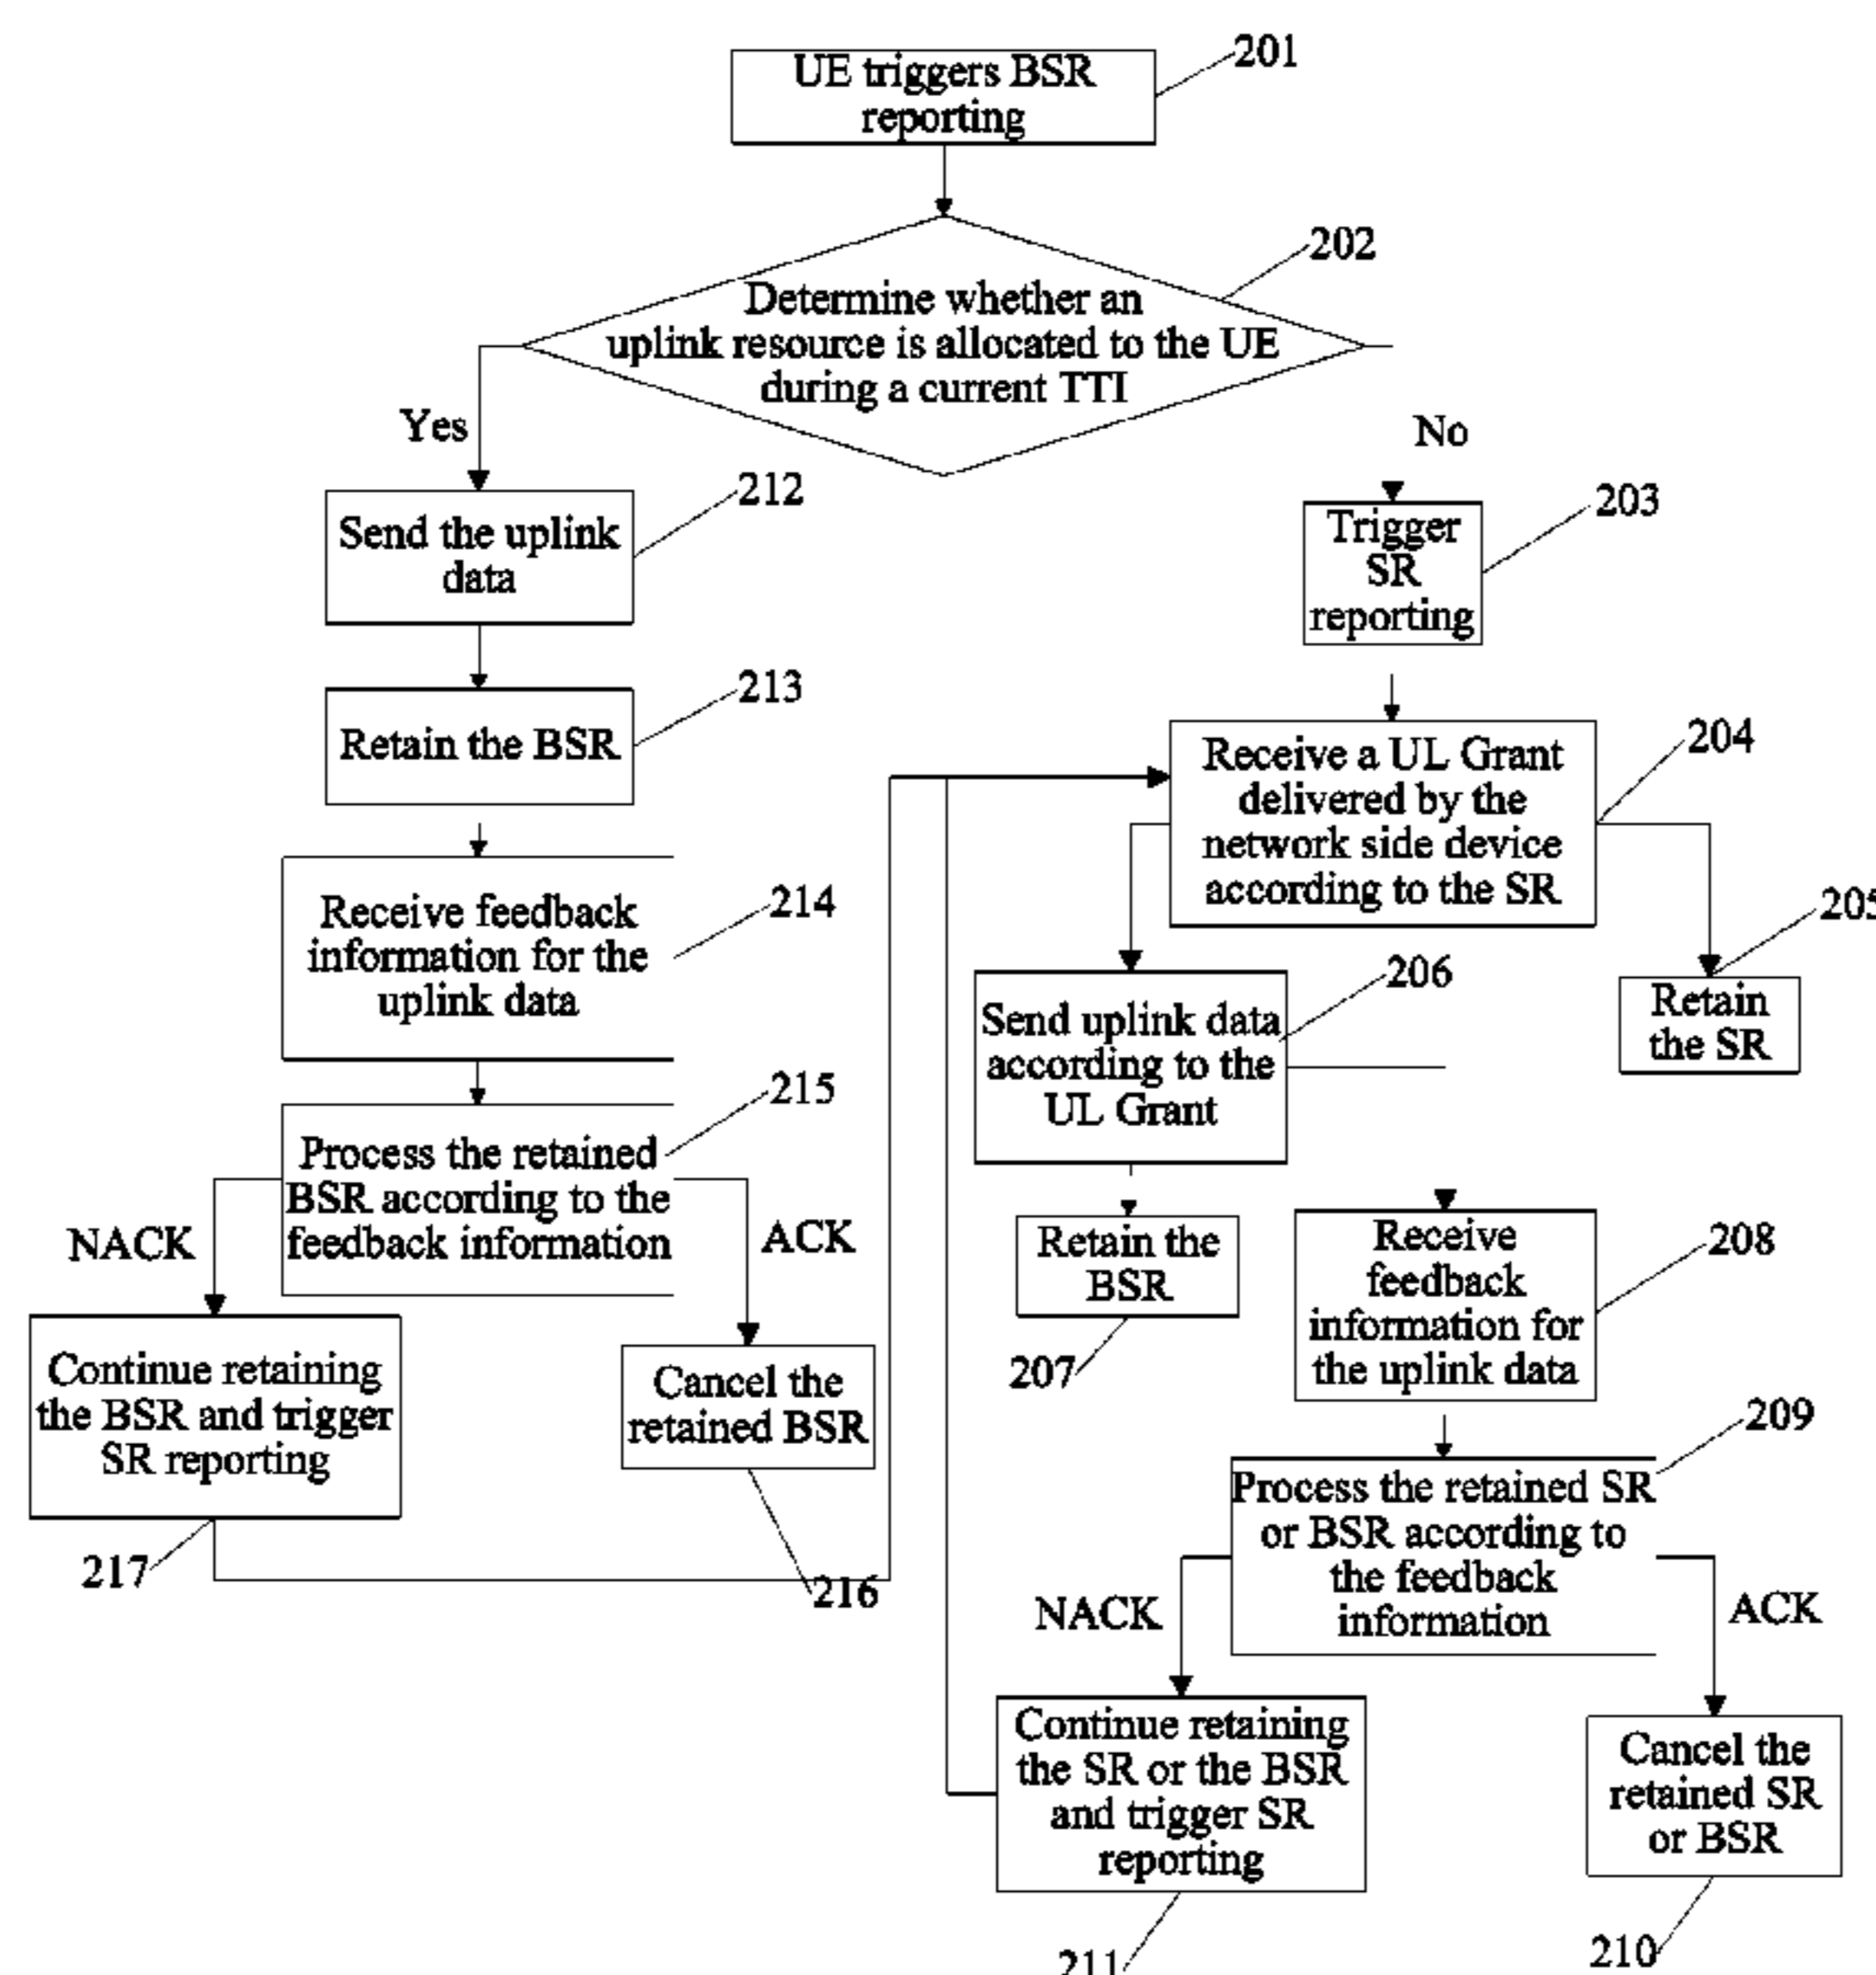 UE triggers BSR
reporting
201
Determine whether an
uplink resource is allocated to the UE
during a current TTI
202
Yes
No
Send the uplink
data
212
Trigger
SR
reporting
203
Retain the BSR
213
Receive a UL Grant
delivered by the
network side device
according to the SR
204
Receive feedback
information for the
uplink data
214
205
Retain
the SR
Send uplink data
according to the
UL Grant
206
Process the retained
BSR according to the
feedback information
215
NACK
ACK
Retain the
BSR
207
Receive
feedback
information for
the uplink data
208
Continue retaining
the BSR and trigger
SR reporting
217
Cancel the
retained BSR
216
Process the retained SR
or BSR according to
the feedback
information
209
NACK
ACK
Continue retaining
the SR or the BSR
and trigger SR
reporting
211
Cancel the
retained SR
or BSR
210